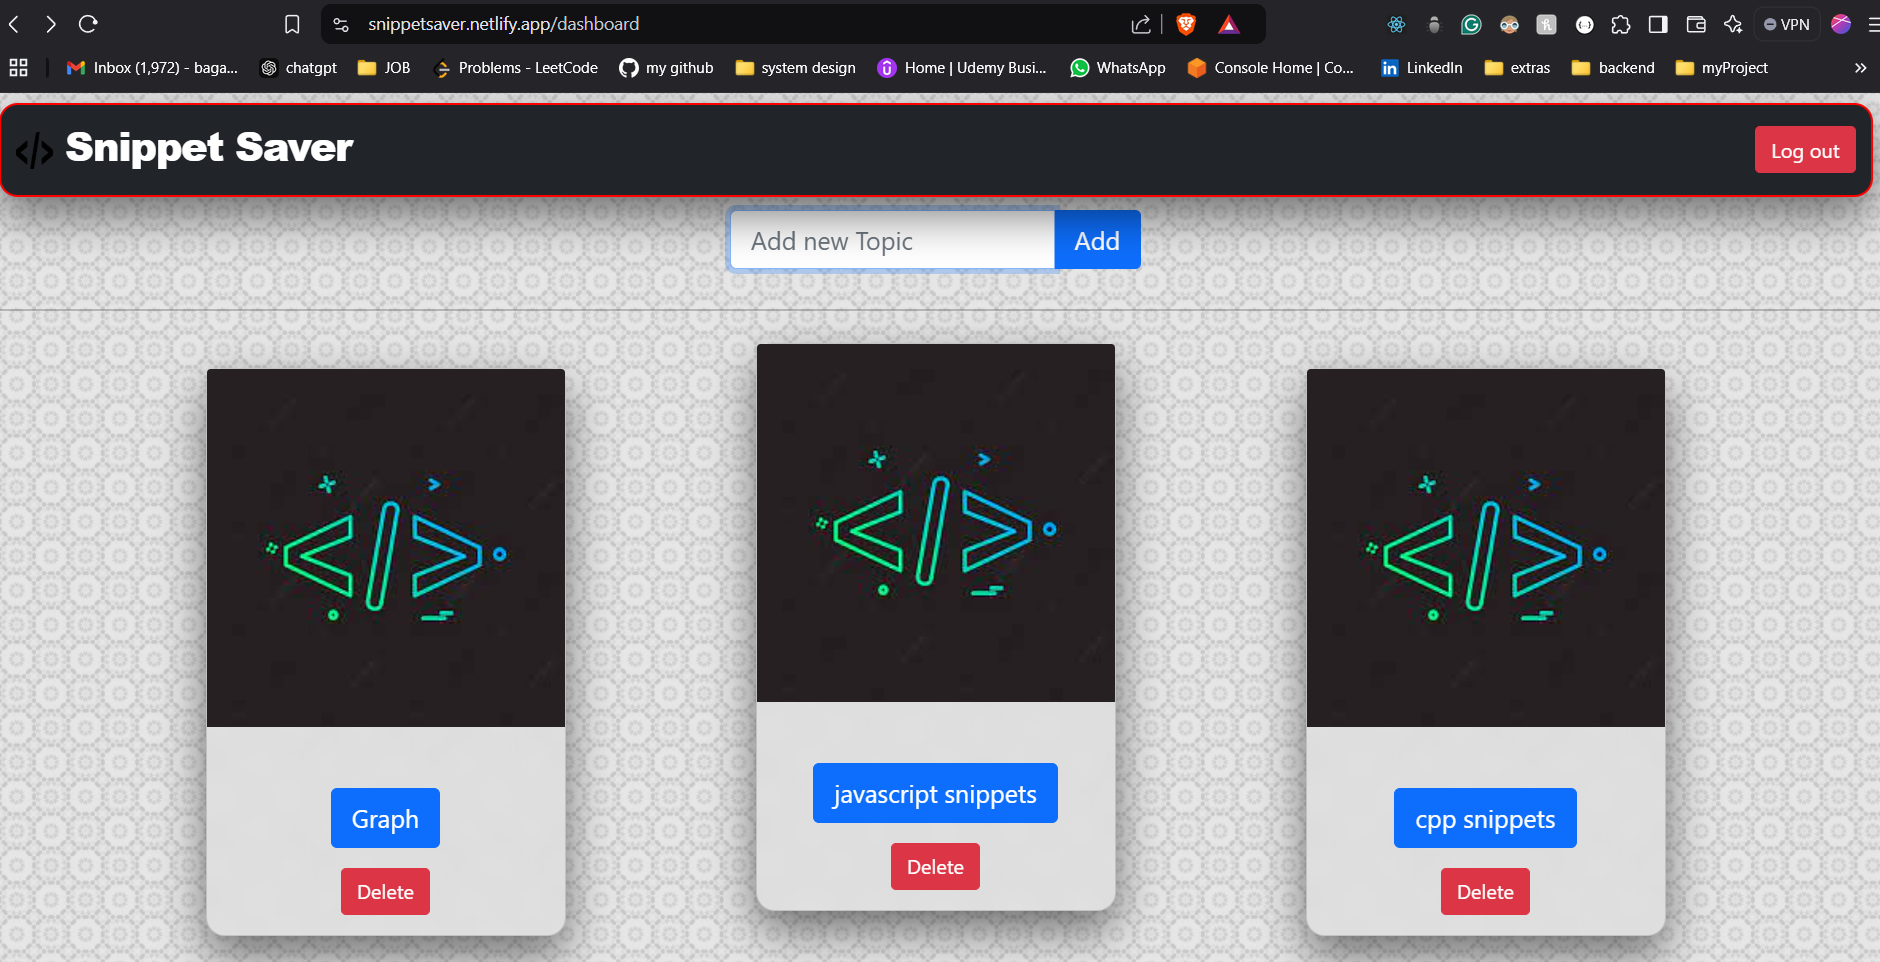 snippetsaver.netlify.app/dashboard
VPN
Inbox (1,972) - baga...
chatgpt
JOB
Problems - LeetCode
my github
system design
Home | Udemy Busi...
WhatsApp
Console Home | Co...
LinkedIn
extras
backend
myProject
</> Snippet Saver
Log out
Add new Topic
Add
Graph
Delete
javascript snippets
Delete
cpp snippets
Delete